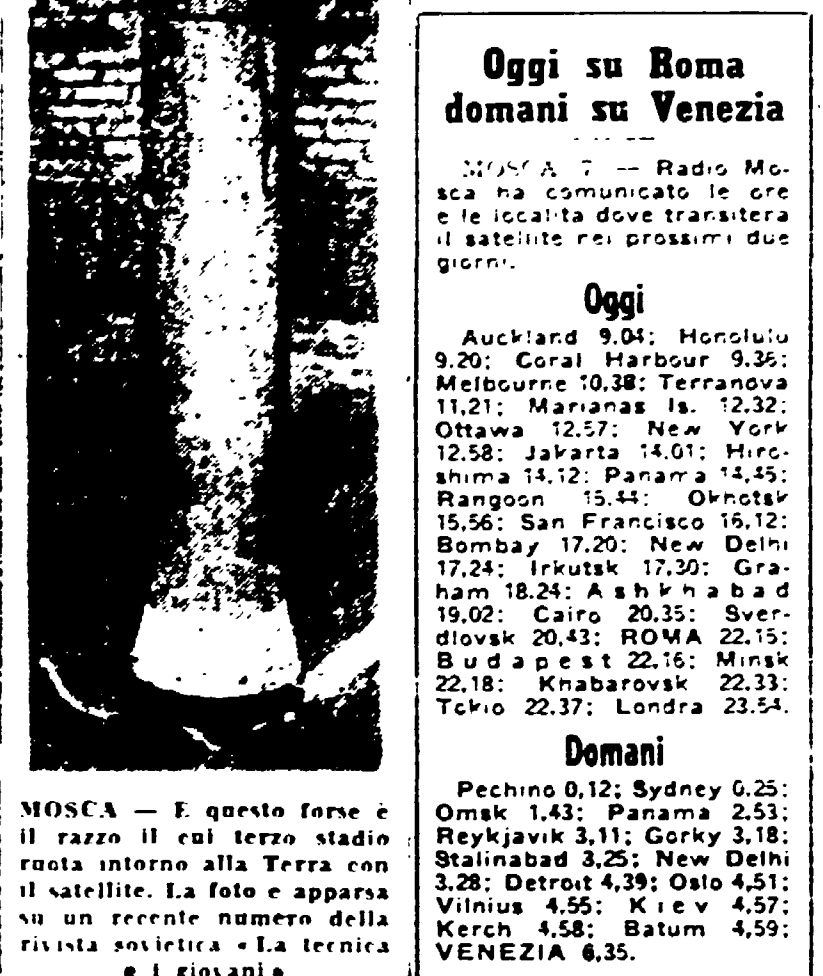 MOSCA — E questo forse è
il razzo il cui terzo stadio
ruota intorno alla Terra con
il satellite. La foto e apparsa
su un recente numero della
rivista sovietica «La tecnica
e i giovani»
Oggi su Roma
domani su Venezia
MOSCA 7 — Radio Mo-
sca ha comunicato le ore
e le localita dove transitera
il satellite nei prossimi due
giorni.
Oggi
Auckland 9.04; Honolulu
9.20; Coral Harbour 9.36;
Melbourne 10,38; Terranova
11,21; Marianas Is. 12.32;
Ottawa 12.57; New York
12.58; Jakarta 14.01; Hiro-
shima 14.12; Panama 14,45;
Rangoon 15.44; Okhotsk
15,56; San Francisco 16,12;
Bombay 17.20; New Delhi
17,24; Irkutsk 17,30; Gra-
ham 18.24; Ashkhabad
19,02; Cairo 20.35; Sver-
dlovsk 20,43; ROMA 22.15;
Budapest 22,16; Minsk
22,18; Khabarovsk 22.33;
Tokio 22.37; Londra 23.54.
Domani
Pechino 0,12; Sydney 0.25;
Omsk 1.43; Panama 2.53;
Reykjavik 3,11; Gorky 3,18;
Stalinabad 3,25; New Delhi
3.28; Detroit 4,39; Oslo 4,51;
Vilnius 4,55; Kiev 4,57;
Kerch 4,58; Batum 4,59;
VENEZIA 6,35.